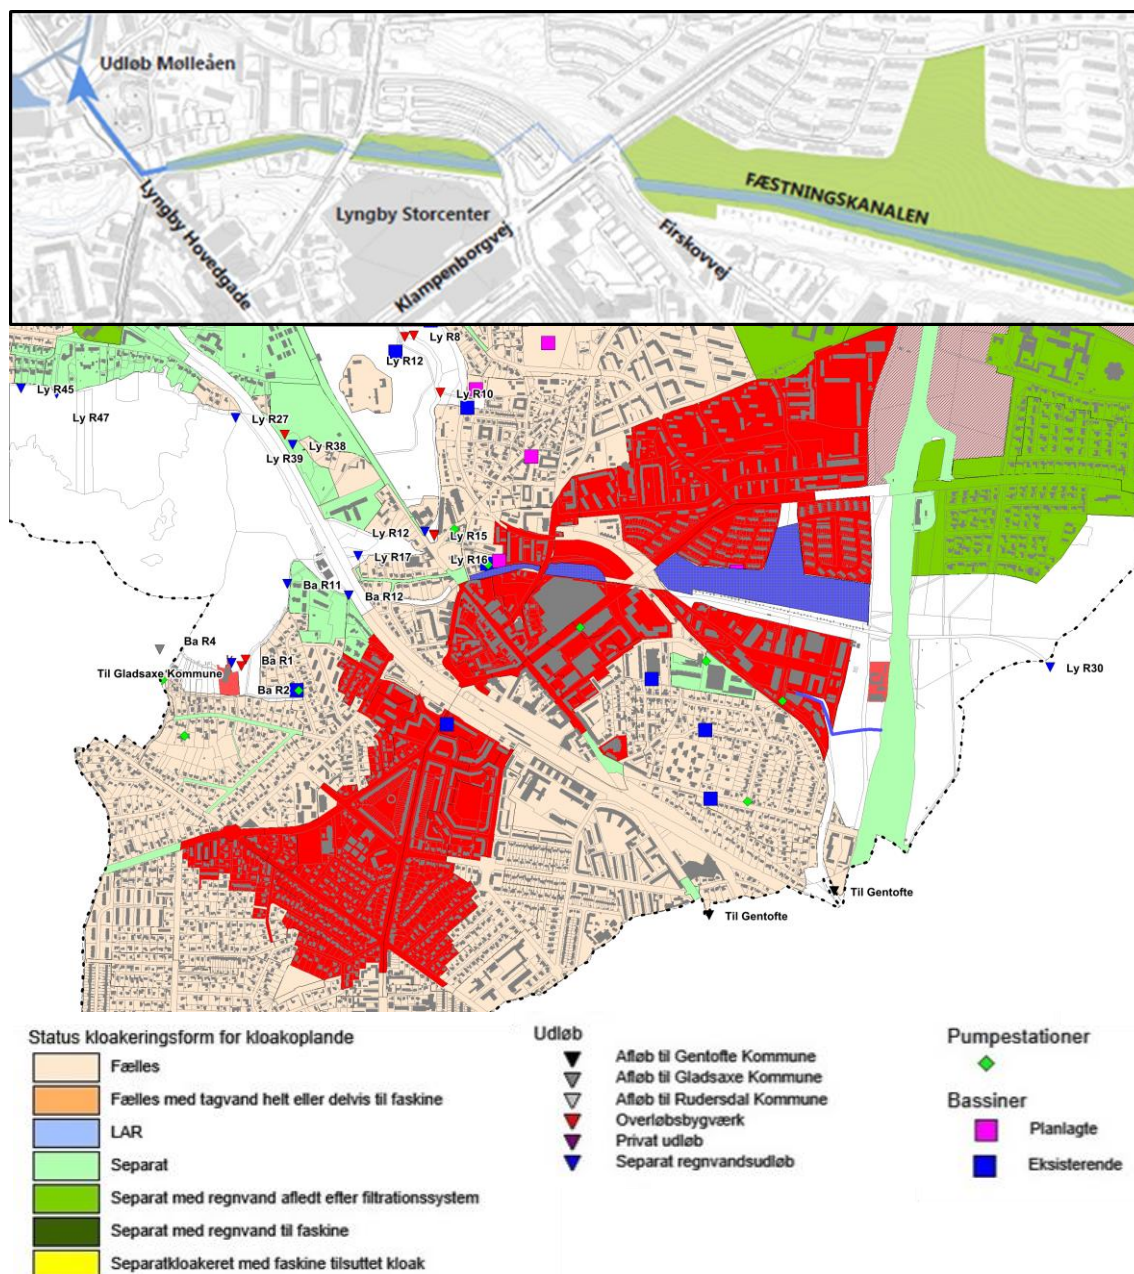 Udløb Mølleåen
Lyngby Hovedgade
Lyngby Storcenter
Klampenborgvej
Firskovvej
FÆSTNINGSKANALEN
Ly R8
Ly R12
Ly R10
Ly R45
Ly R47
Ly R27
Ly R38
Ly R39
Ly R12
Ly R15
Ly R17
Ly R16
Ba R11
Ba R12
Ba R4
Ba R1
Til Gladsaxe Kommune
Ba R2
Ly R30
Til Gentofte
Til Gentofte
Status kloakeringsform for kloakoplande
Fælles
Fælles med tagvand helt eller delvis til faskine
LAR
Separat
Separat med regnvand afledt efter filtrationssystem
Separat med regnvand til faskine
Separatkloakeret med faskine tilsuttet kloak
Udløb
Afløb til Gentofte Kommune
Afløb til Gladsaxe Kommune
Afløb til Rudersdal Kommune
Overløbsbygværk
Privat udløb
Separat regnvandsudløb
Pumpestationer
Bassiner
Planlagte
Eksisterende